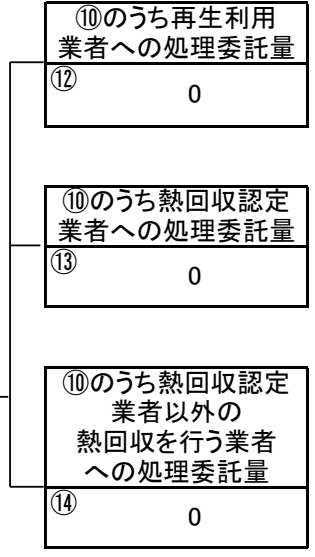 ⑩のうち再生利用
業者への処理委託量
⑫
0
⑩のうち熱回収認定
業者への処理委託量
⑬
0
⑩のうち熱回収認定
業者以外の
熱回収を行う業者
への処理委託量
⑭
0